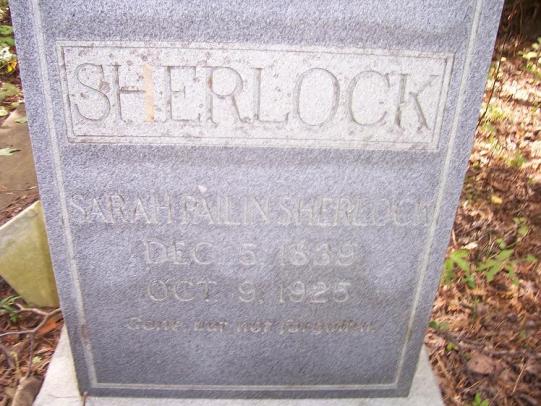 SHERLOCK
SARAH PAILIN SHERLOCK
DEC. 5, 1839
OCT. 9, 1925
Gone, but not forgotten.